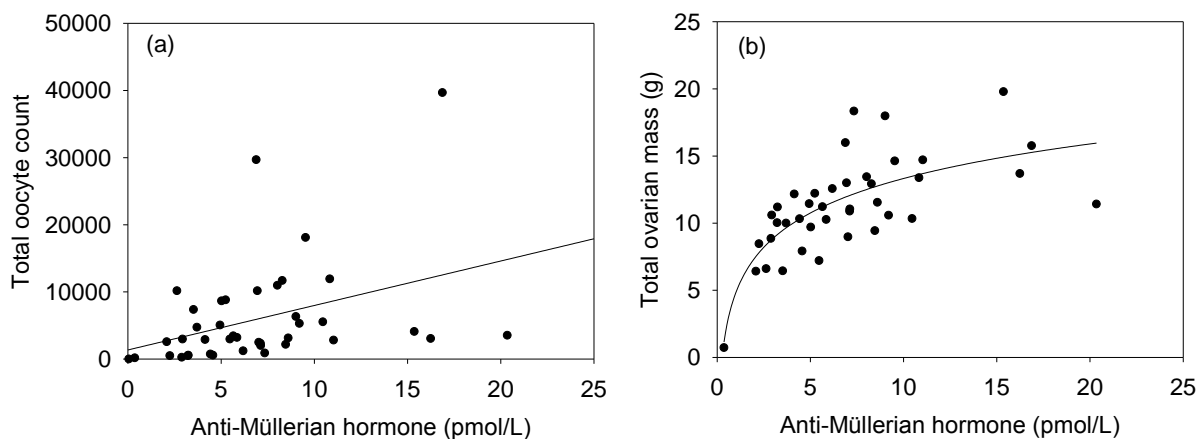 (a)
Total oocyte count
50000
40000
30000
20000
10000
0
0 5 10 15 20 25
Anti-Müllerian hormone (pmol/L)
(b)
Total ovarian mass (g)
25
20
15
10
5
0
0 5 10 15 20 25
Anti-Müllerian hormone (pmol/L)